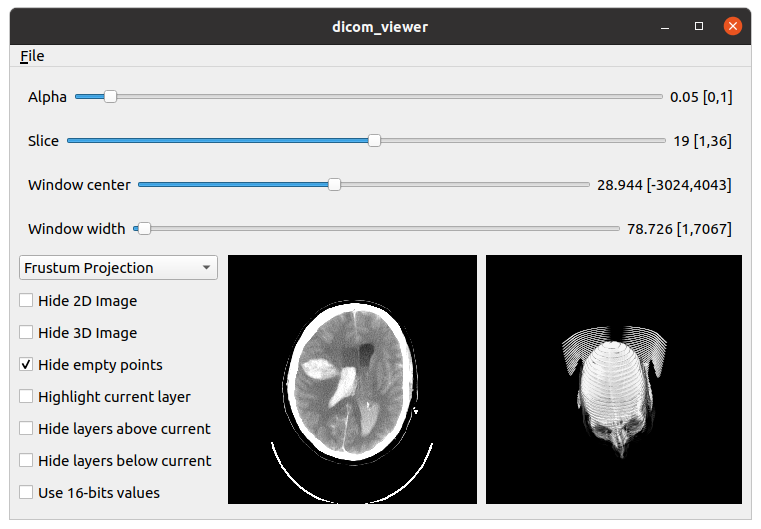 dicom_viewer
File
Alpha 0.05 [0,1]
Slice 19 [1,36]
Window center 28.944 [-3024,4043]
Window width 78.726 [1,7067]
Frustum Projection
Hide 2D Image
Hide 3D Image
Hide empty points
Highlight current layer
Hide layers above current
Hide layers below current
Use 16-bits values